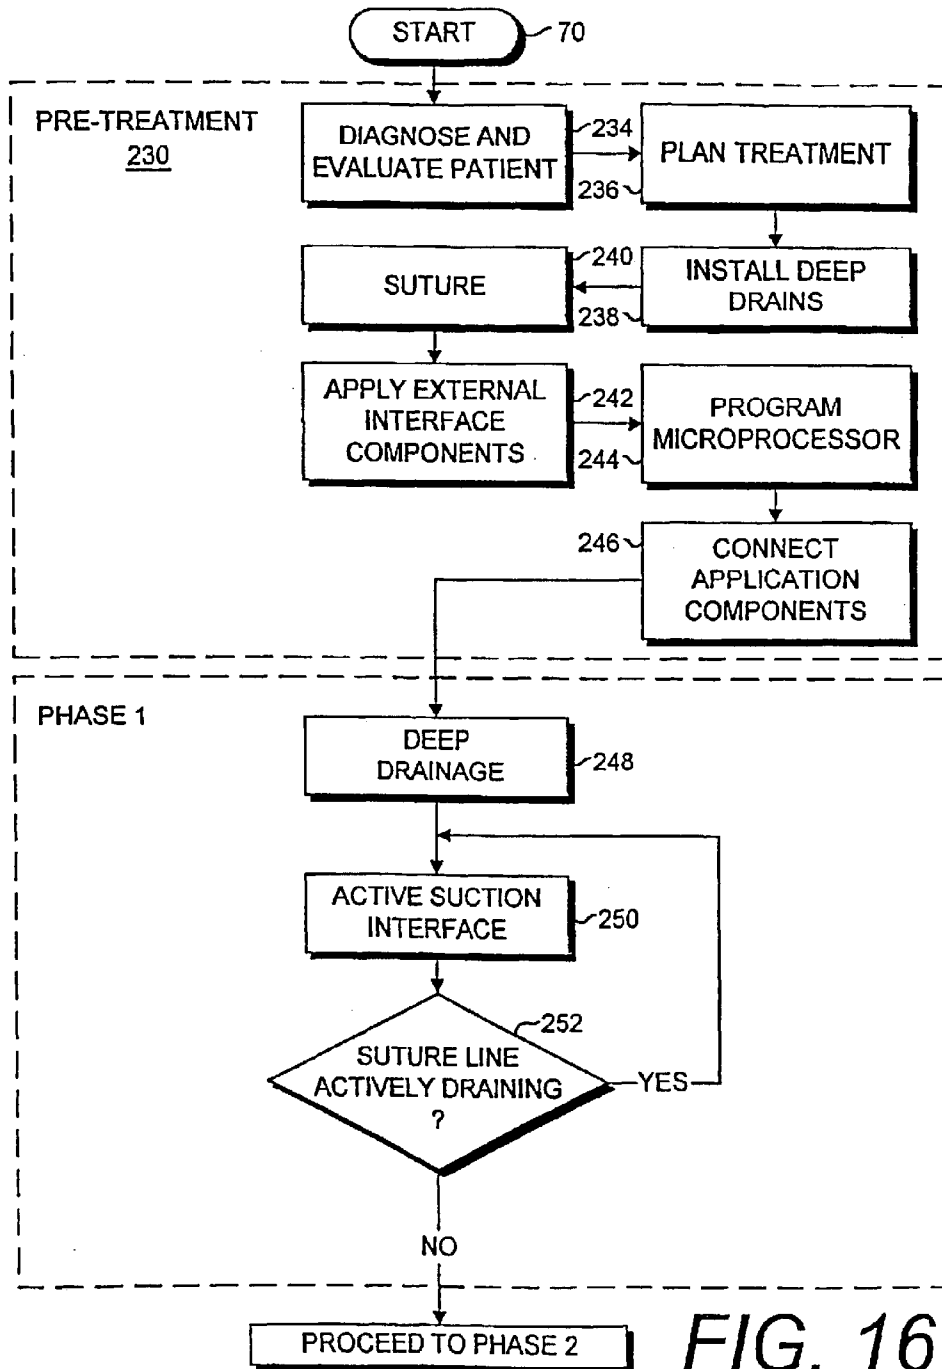 START
70
PRE-TREATMENT
230
DIAGNOSE AND
EVALUATE PATIENT
234
PLAN TREATMENT
236
INSTALL DEEP
DRAINS
238
SUTURE
240
APPLY EXTERNAL
INTERFACE
COMPONENTS
242
PROGRAM
MICROPROCESSOR
244
246
CONNECT
APPLICATION
COMPONENTS
PHASE 1
DEEP
DRAINAGE
248
ACTIVE SUCTION
INTERFACE
250
252
SUTURE LINE
ACTIVELY DRAINING
?
YES
NO
PROCEED TO PHASE 2
FIG. 16